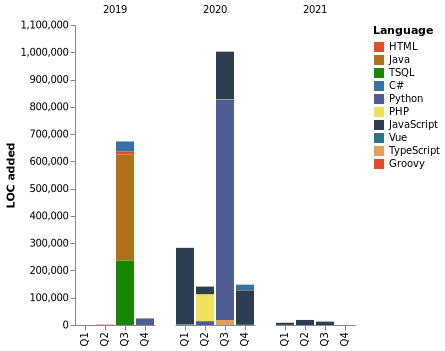 2019 2020 2021
Language
HTML
Java
TSQL
C#
Python
PHP
JavaScript
Vue
TypeScript
Groovy
LOC added
1,100,000
1,000,000
900,000
800,000
700,000
600,000
500,000
400,000
300,000
200,000
100,000
0
Q1 Q2 Q3 Q4 Q1 Q2 Q3 Q4 Q1 Q2 Q3 Q4